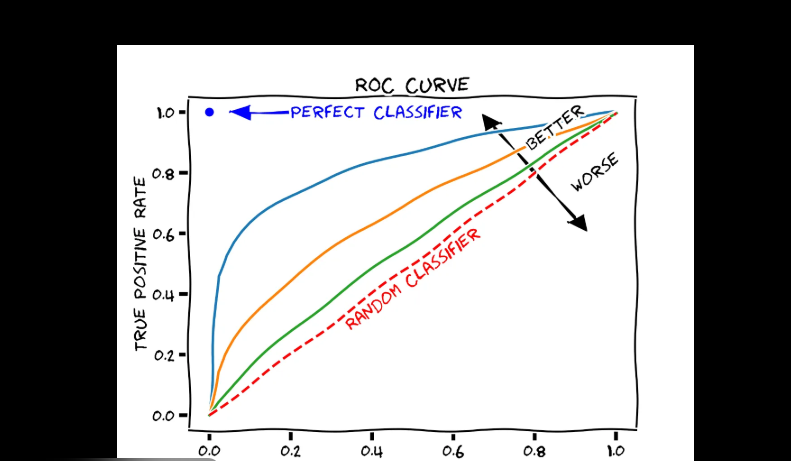 ROC CURVE
1.0
PERFECT CLASSIFIER
BETTER
WORSE
0.8
TRUE POSITIVE RATE
0.6
RANDOM CLASSIFIER
0.4
0.2
0.0
0.0 0.2 0.4 0.6 0.8 1.0